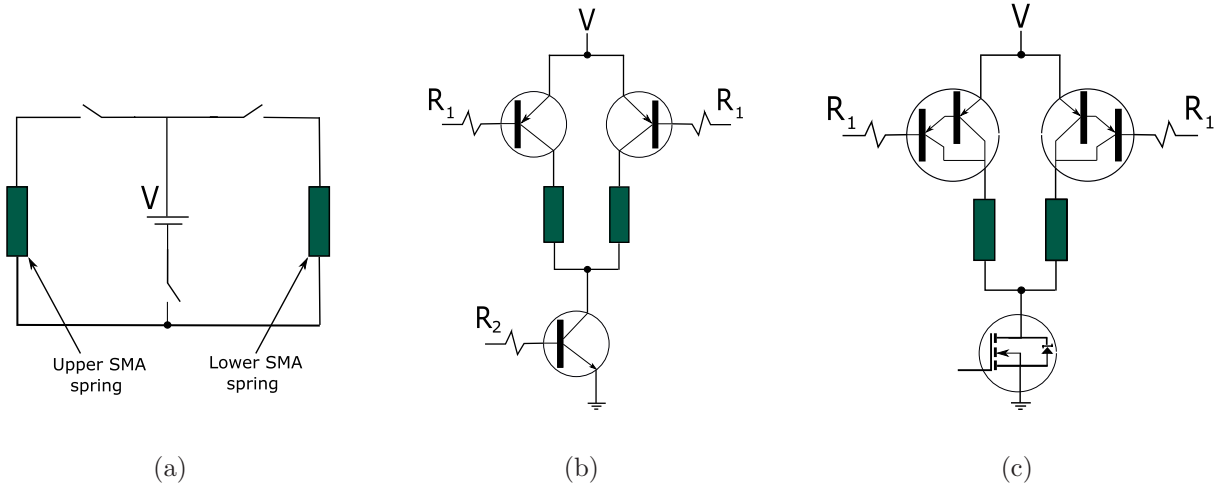 V
Upper SMA
spring
Lower SMA
spring
(a)
V
R1
R1
R2
(b)
V
R1
R1
(c)